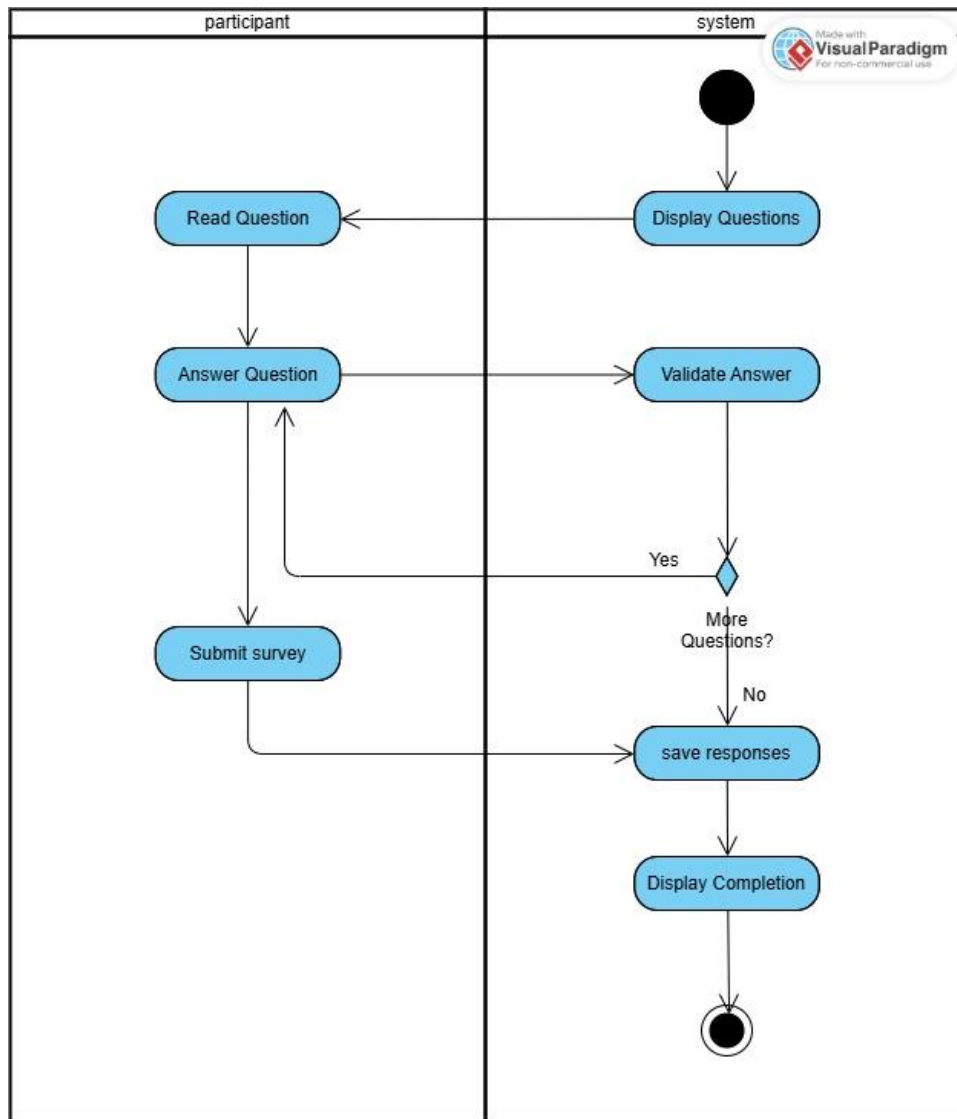 participant
system
Made with
Visual Paradigm
For non-commercial use
Read Question
Display Questions
Answer Question
Validate Answer
Yes
More
Questions?
Submit survey
No
save responses
Display Completion